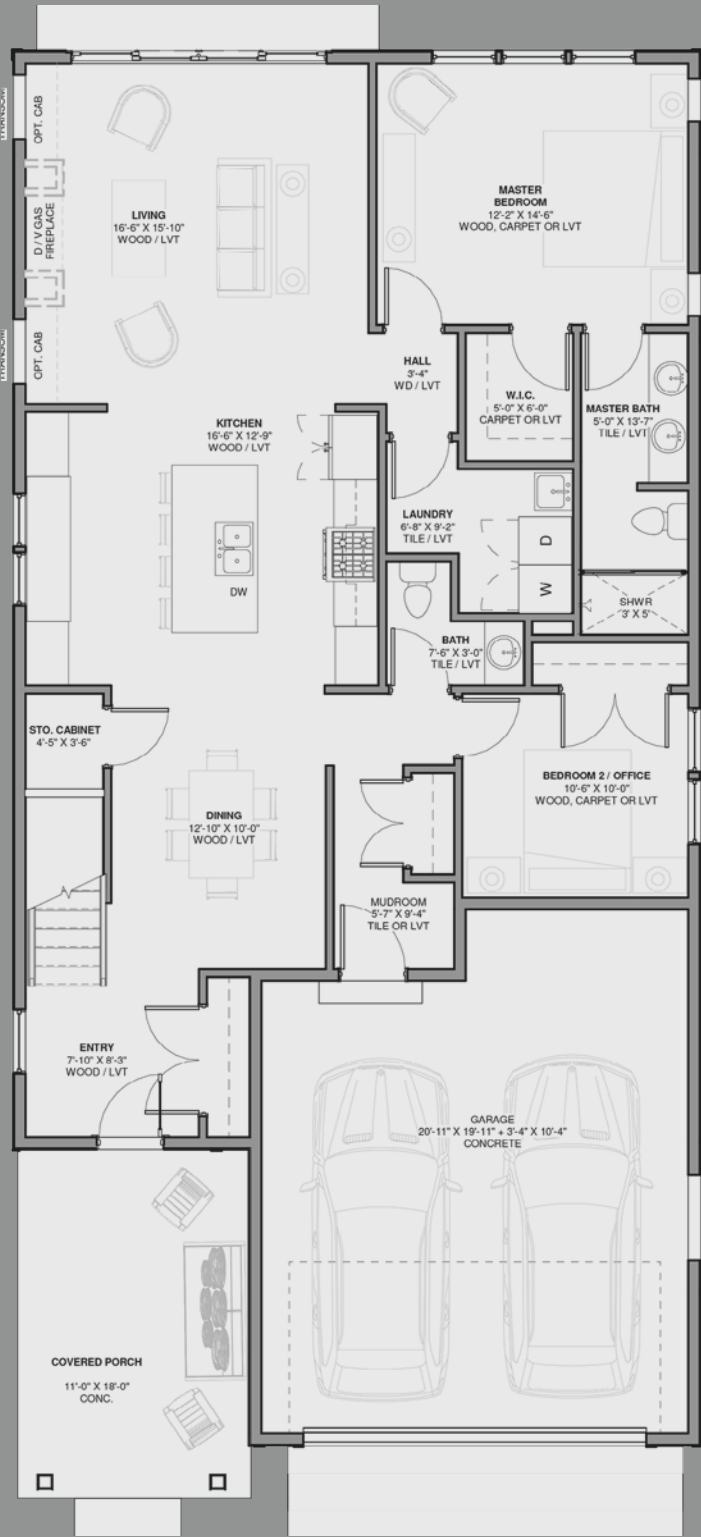 TRANSOM
OPT. CAB
D / V GAS
FIREPLACE
OPT. CAB
TRANSOM
LIVING
16'-6" X 15'-10"
WOOD / LVT
MASTER
BEDROOM
12'-2" X 14'-6"
WOOD, CARPET OR LVT
HALL
3'-4"
WD / LVT
W.I.C.
5'-0" X 6'-0"
CARPET OR LVT
MASTER BATH
5'-0" X 13'-7"
TILE / LVT
KITCHEN
16'-6" X 12'-9"
WOOD / LVT
DW
LAUNDRY
6'-8" X 9'-2"
TILE / LVT
D
W
SHWR
3' X 5'
BATH
7'-6" X 3'-0"
TILE / LVT
STO. CABINET
4'-5" X 3'-6"
BEDROOM 2 / OFFICE
10'-6" X 10'-0"
WOOD, CARPET OR LVT
DINING
12'-10" X 10'-0"
WOOD / LVT
MUDROOM
5'-7" X 9'-4"
TILE OR LVT
ENTRY
7'-10" X 8'-3"
WOOD / LVT
GARAGE
20'-11" X 19'-11" + 3'-4" X 10'-4"
CONCRETE
COVERED PORCH
11'-0" X 18'-0"
CONC.